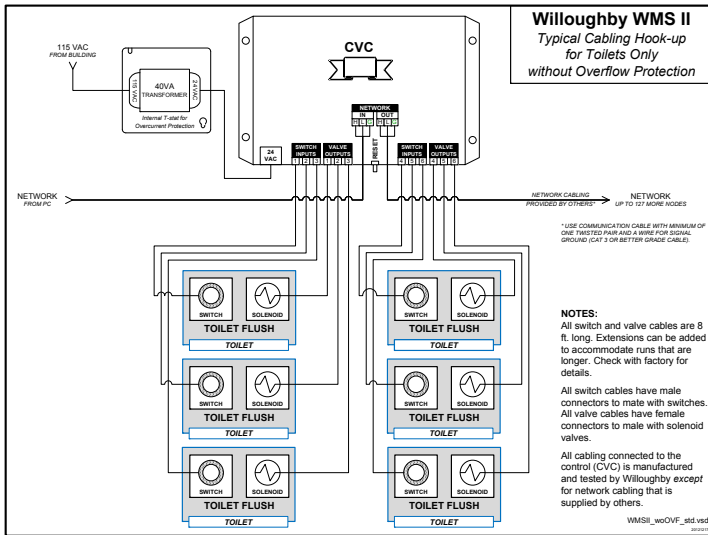 Willoughby WMS II
Typical Cabling Hook-up
for Toilets Only
without Overflow Protection
115 VAC
FROM BUILDING
115 VAC
40VA
TRANSFORMER
24 VAC
Internal T-stat for
Overcurrent Protection
CVC
NETWORK
IN OUT
H L G H L G
RESET
24
VAC
SWITCH
INPUTS
1 2 3
VALVE
OUTPUTS
1 2 3
SWITCH
INPUTS
4 5 6
VALVE
OUTPUTS
4 5 6
NETWORK
FROM PC
NETWORK CABLING
PROVIDED BY OTHERS*
NETWORK
UP TO 127 MORE NODES
* USE COMMUNICATION CABLE WITH MINIMUM OF
ONE TWISTED PAIR AND A WIRE FOR SIGNAL
GROUND (CAT 3 OR BETTER GRADE CABLE).
SWITCH SOLENOID
TOILET FLUSH
TOILET
SWITCH SOLENOID
TOILET FLUSH
TOILET
SWITCH SOLENOID
TOILET FLUSH
TOILET
SWITCH SOLENOID
TOILET FLUSH
TOILET
SWITCH SOLENOID
TOILET FLUSH
TOILET
SWITCH SOLENOID
TOILET FLUSH
TOILET
NOTES:
All switch and valve cables are 8
ft. long. Extensions can be added
to accommodate runs that are
longer. Check with factory for
details.
All switch cables have male
connectors to mate with switches.
All valve cables have female
connectors to male with solenoid
valves.
All cabling connected to the
control (CVC) is manufactured
and tested by Willoughby except
for network cabling that is
supplied by others.
WMSII_woOVF_std.vsd